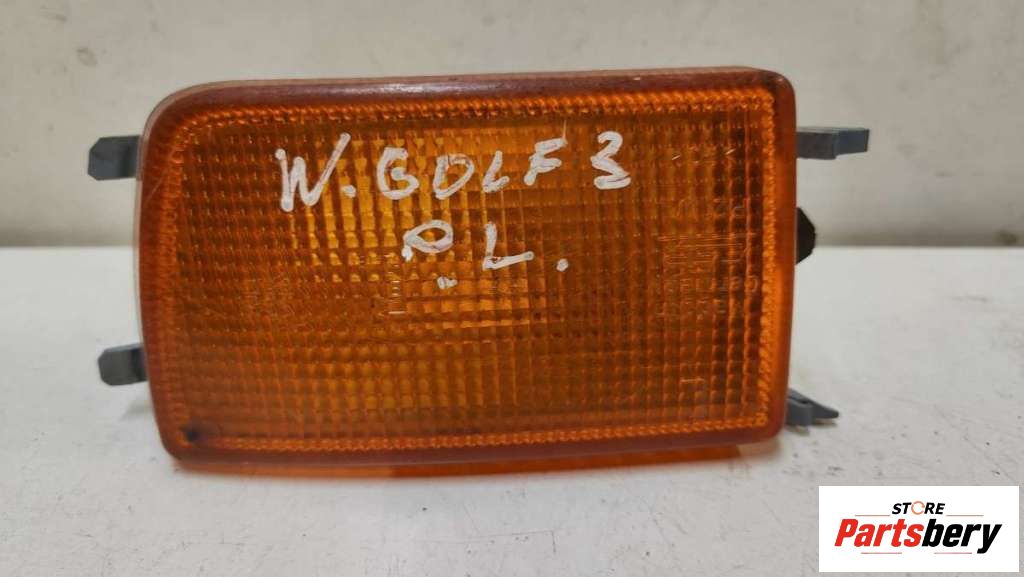 W. GOLF 3
P. L.
STORE
Partsbery